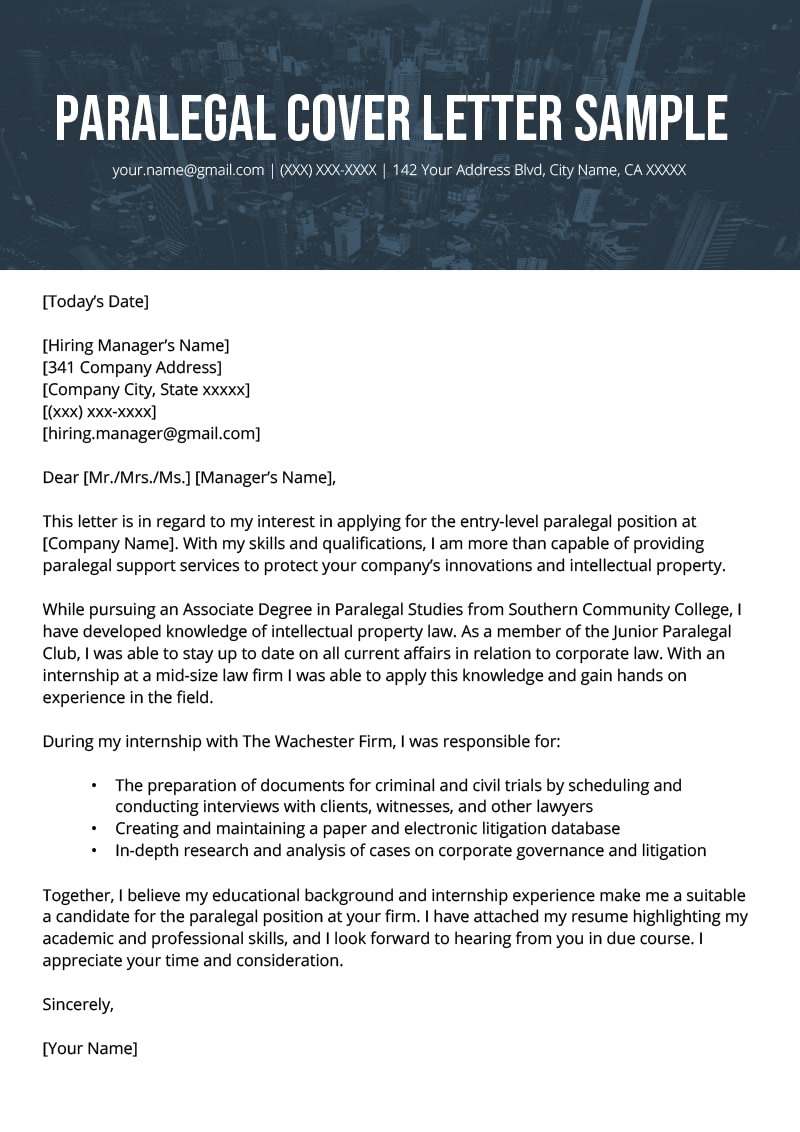 PARALEGAL COVER LETTER SAMPLE
your.name@gmail.com | (XXX) XXX-XXXX | 142 Your Address Blvd, City Name, CA XXXXX
[Today’s Date]
[Hiring Manager’s Name]
[341 Company Address]
[Company City, State xxxxx]
[(xxx) xxx-xxxx]
[hiring.manager@gmail.com]
Dear [Mr./Mrs./Ms.] [Manager’s Name],
This letter is in regard to my interest in applying for the entry-level paralegal position at
[Company Name]. With my skills and qualifications, I am more than capable of providing
paralegal support services to protect your company’s innovations and intellectual property.
While pursuing an Associate Degree in Paralegal Studies from Southern Community College, I
have developed knowledge of intellectual property law. As a member of the Junior Paralegal
Club, I was able to stay up to date on all current affairs in relation to corporate law. With an
internship at a mid-size law firm I was able to apply this knowledge and gain hands on
experience in the field.
During my internship with The Wachester Firm, I was responsible for:
• The preparation of documents for criminal and civil trials by scheduling and
conducting interviews with clients, witnesses, and other lawyers
• Creating and maintaining a paper and electronic litigation database
• In-depth research and analysis of cases on corporate governance and litigation
Together, I believe my educational background and internship experience make me a suitable
a candidate for the paralegal position at your firm. I have attached my resume highlighting my
academic and professional skills, and I look forward to hearing from you in due course. I
appreciate your time and consideration.
Sincerely,
[Your Name]